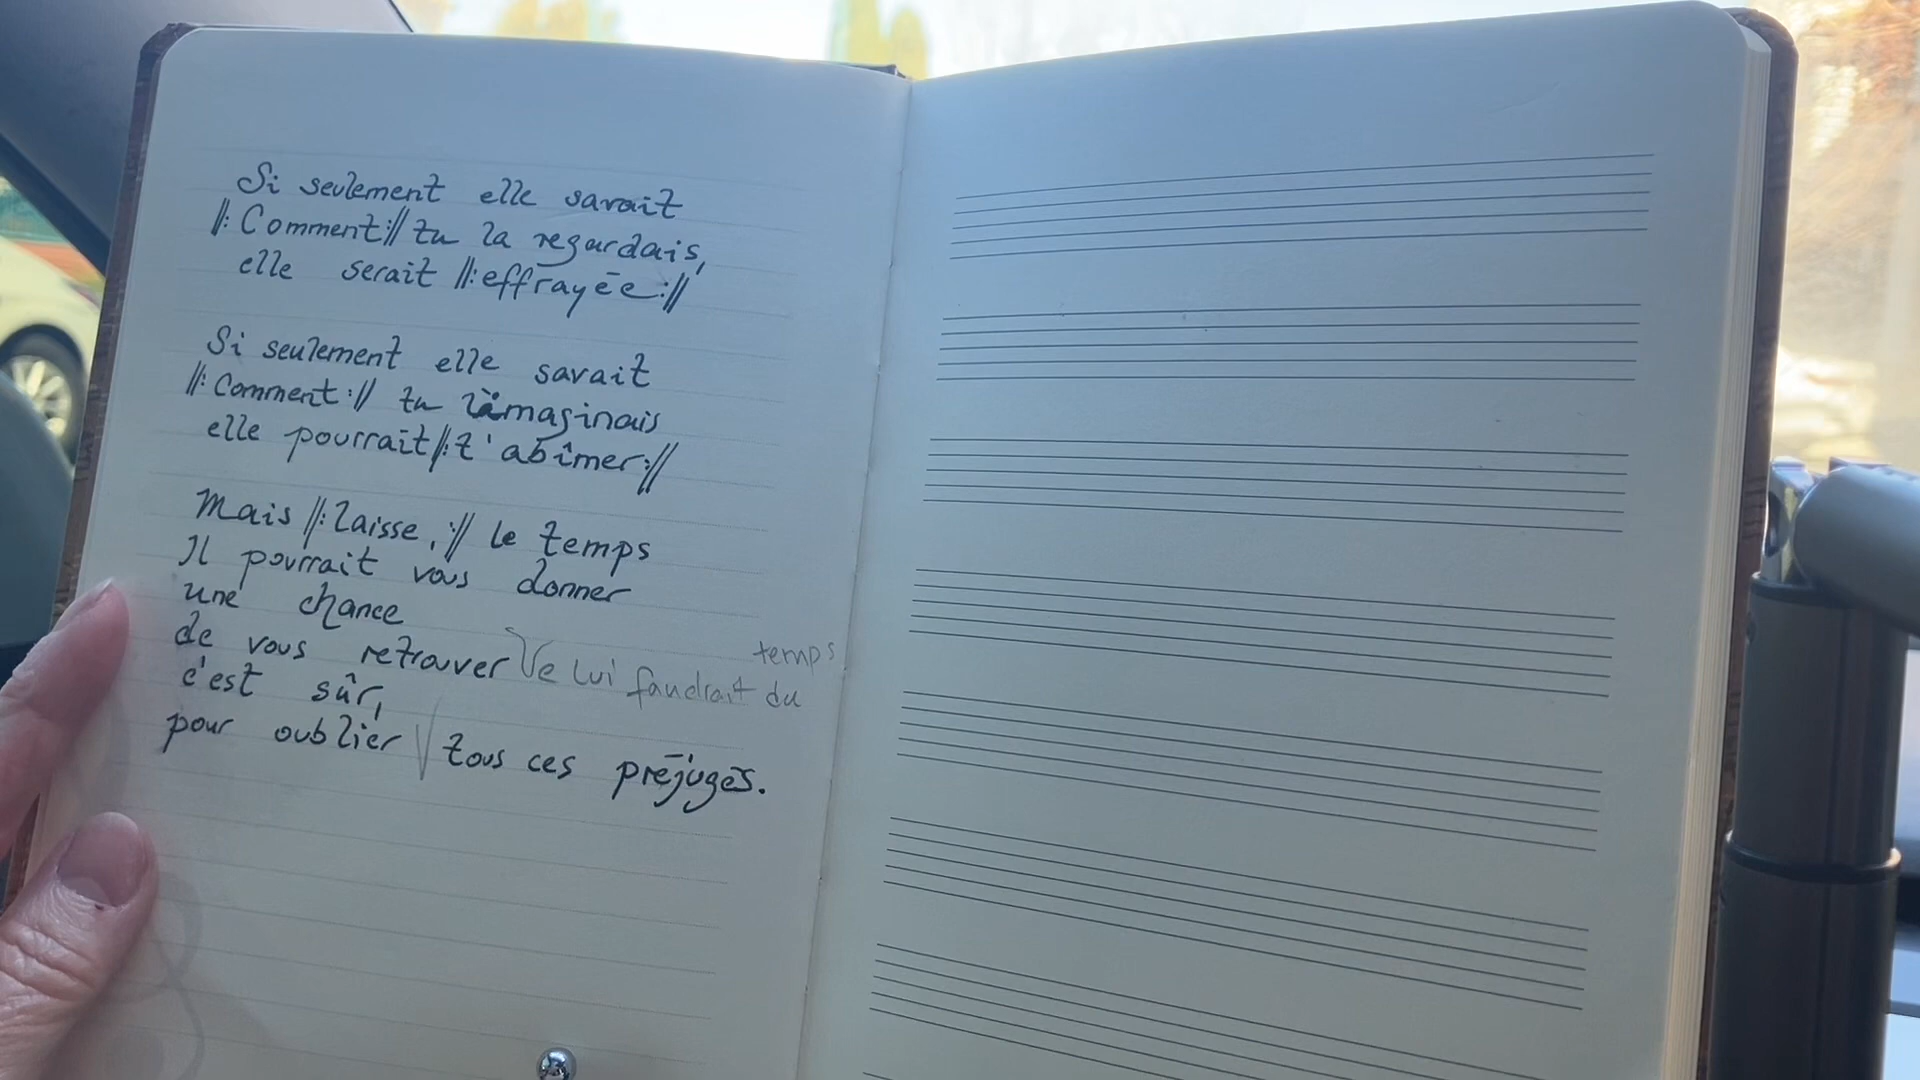 Si seulement elle savait
//: Comment :// tu la regardais,
elle serait //: effrayée ://
Si seulement elle savait
//: Comment :// tu l'imaginais
elle pourrait //: t'abîmer ://
Mais //: laisse, :// le temps
Il pourrait vous donner
une chance
de vous retrouver
temps
lui faudrait du
c'est sûr,
pour oublier tous ces préjugés.